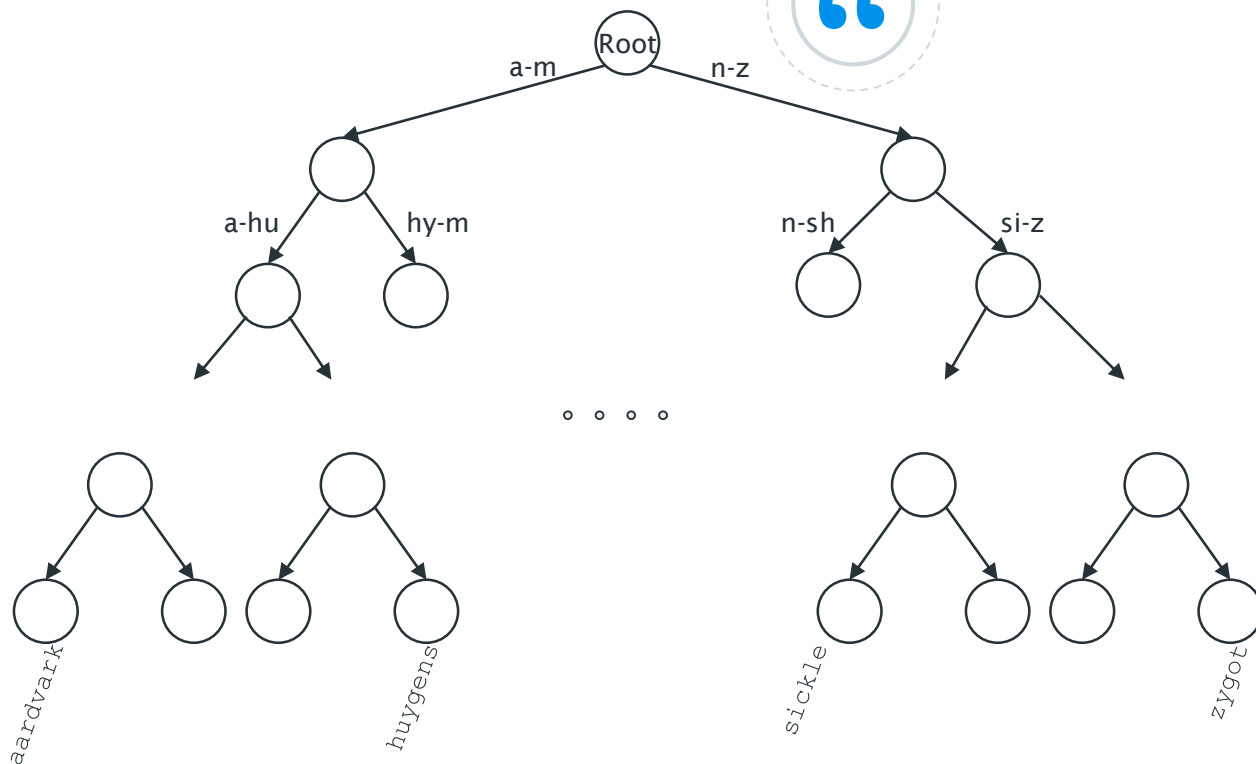 Root
a-m
n-z
a-hu
hy-m
n-sh
si-z
aardvark
huygens
sickle
zygot